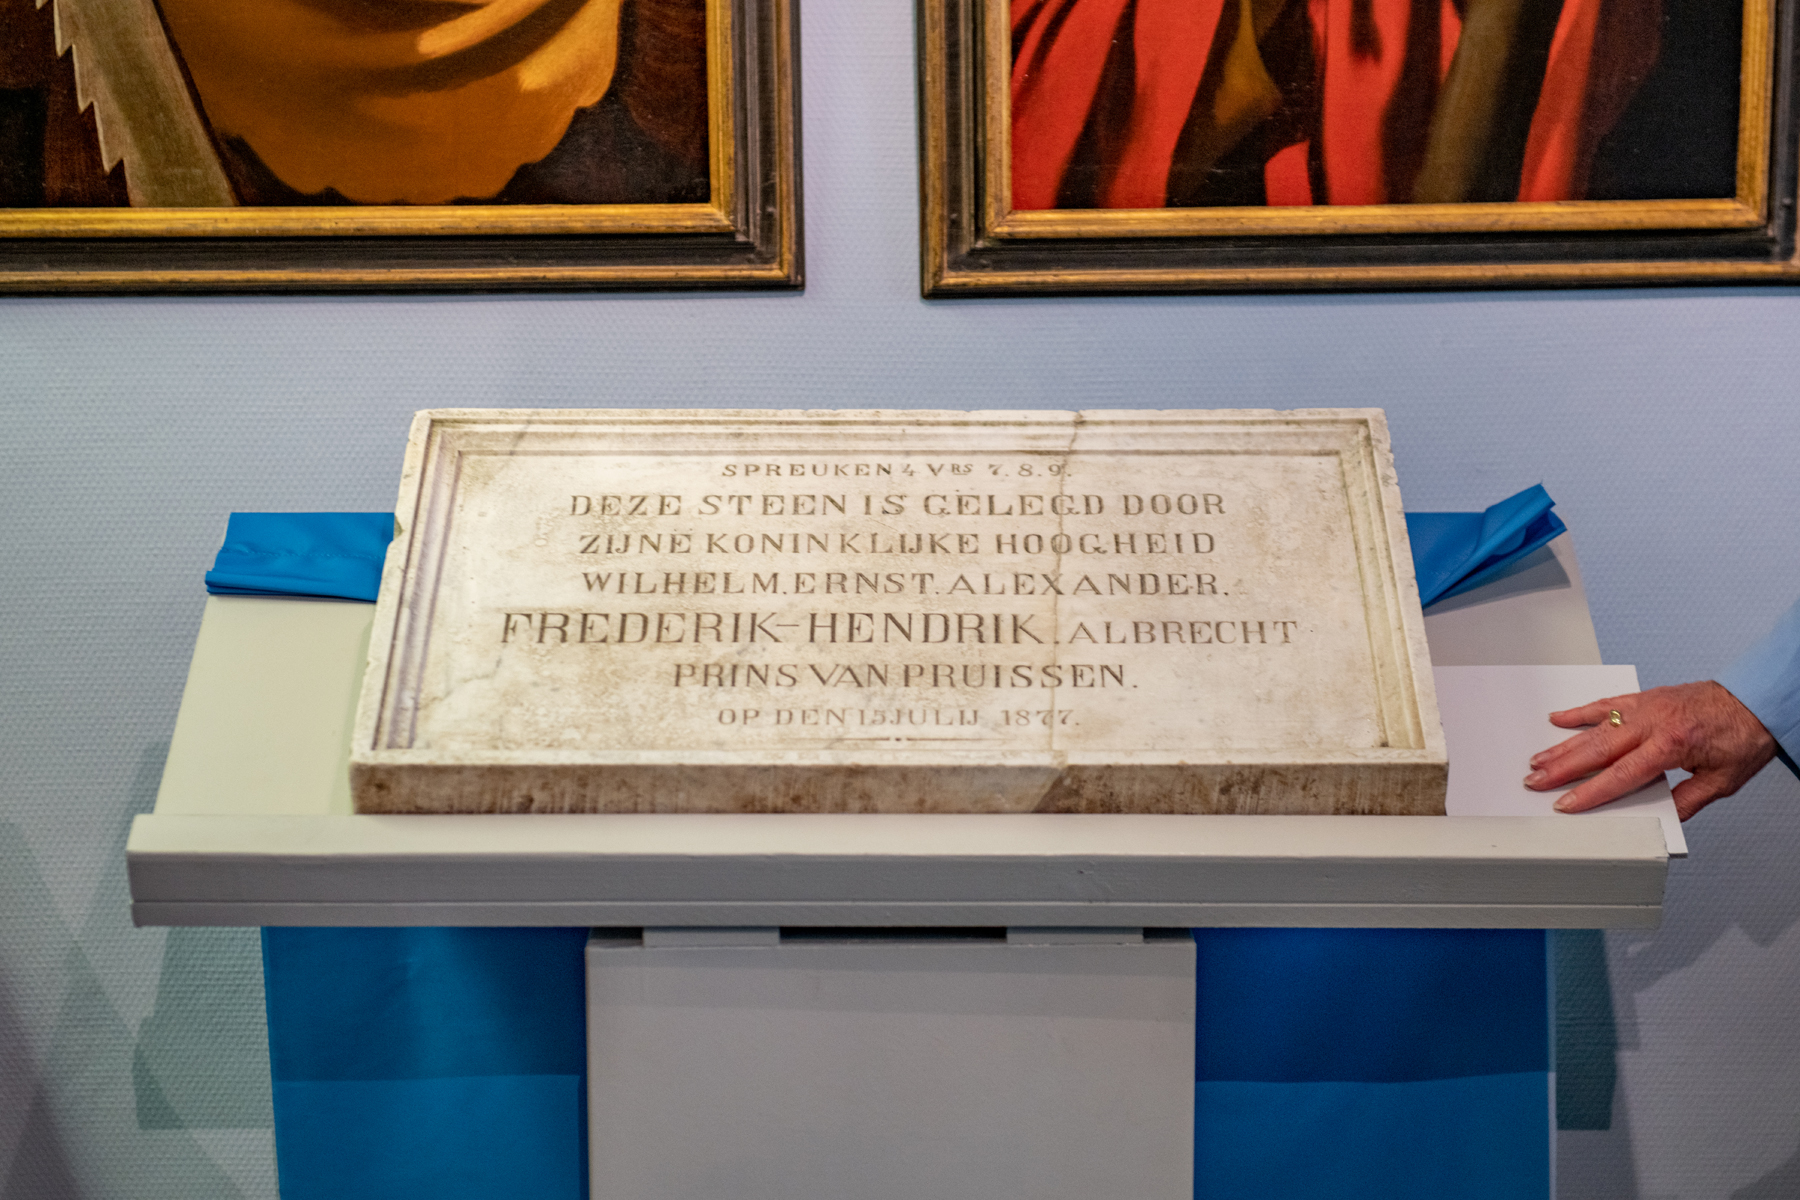 SPREUKEN 4 VRS 7. 8. 9.
DEZE STEEN IS GELEGD DOOR
ZIJNE KONINKLIJKE HOOGHEID
WILHELM. ERNST. ALEXANDER.
FREDERIK-HENDRIK. ALBRECHT
PRINS VAN PRUISSEN.
OP DEN 15 JULIJ 1877.